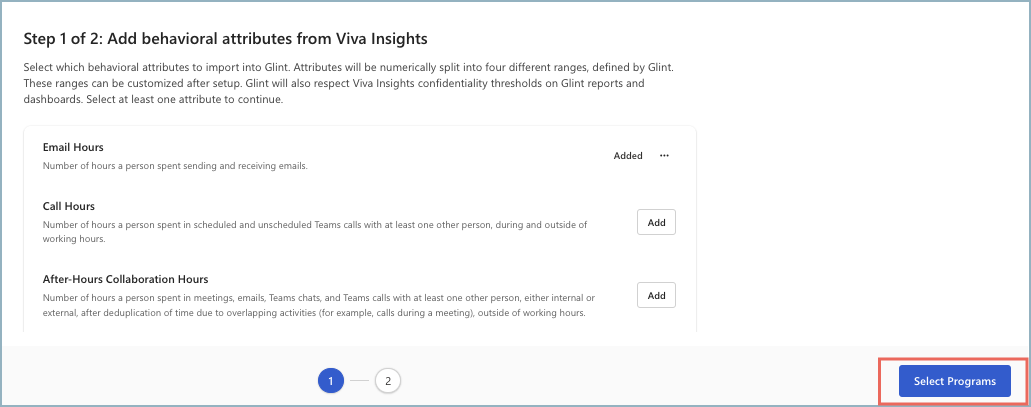 Step 1 of 2: Add behavioral attributes from Viva Insights
Select which behavioral attributes to import into Glint. Attributes will be numerically split into four different ranges, defined by Glint.
These ranges can be customized after setup. Glint will also respect Viva Insights confidentiality thresholds on Glint reports and
dashboards. Select at least one attribute to continue.
Email Hours
Number of hours a person spent sending and receiving emails.
Added ···
Call Hours
Number of hours a person spent in scheduled and unscheduled Teams calls with at least one other person, during and outside of
working hours.
Add
After-Hours Collaboration Hours
Number of hours a person spent in meetings, emails, Teams chats, and Teams calls with at least one other person, either internal or
external, after deduplication of time due to overlapping activities (for example, calls during a meeting), outside of working hours.
Add
1 2
Select Programs